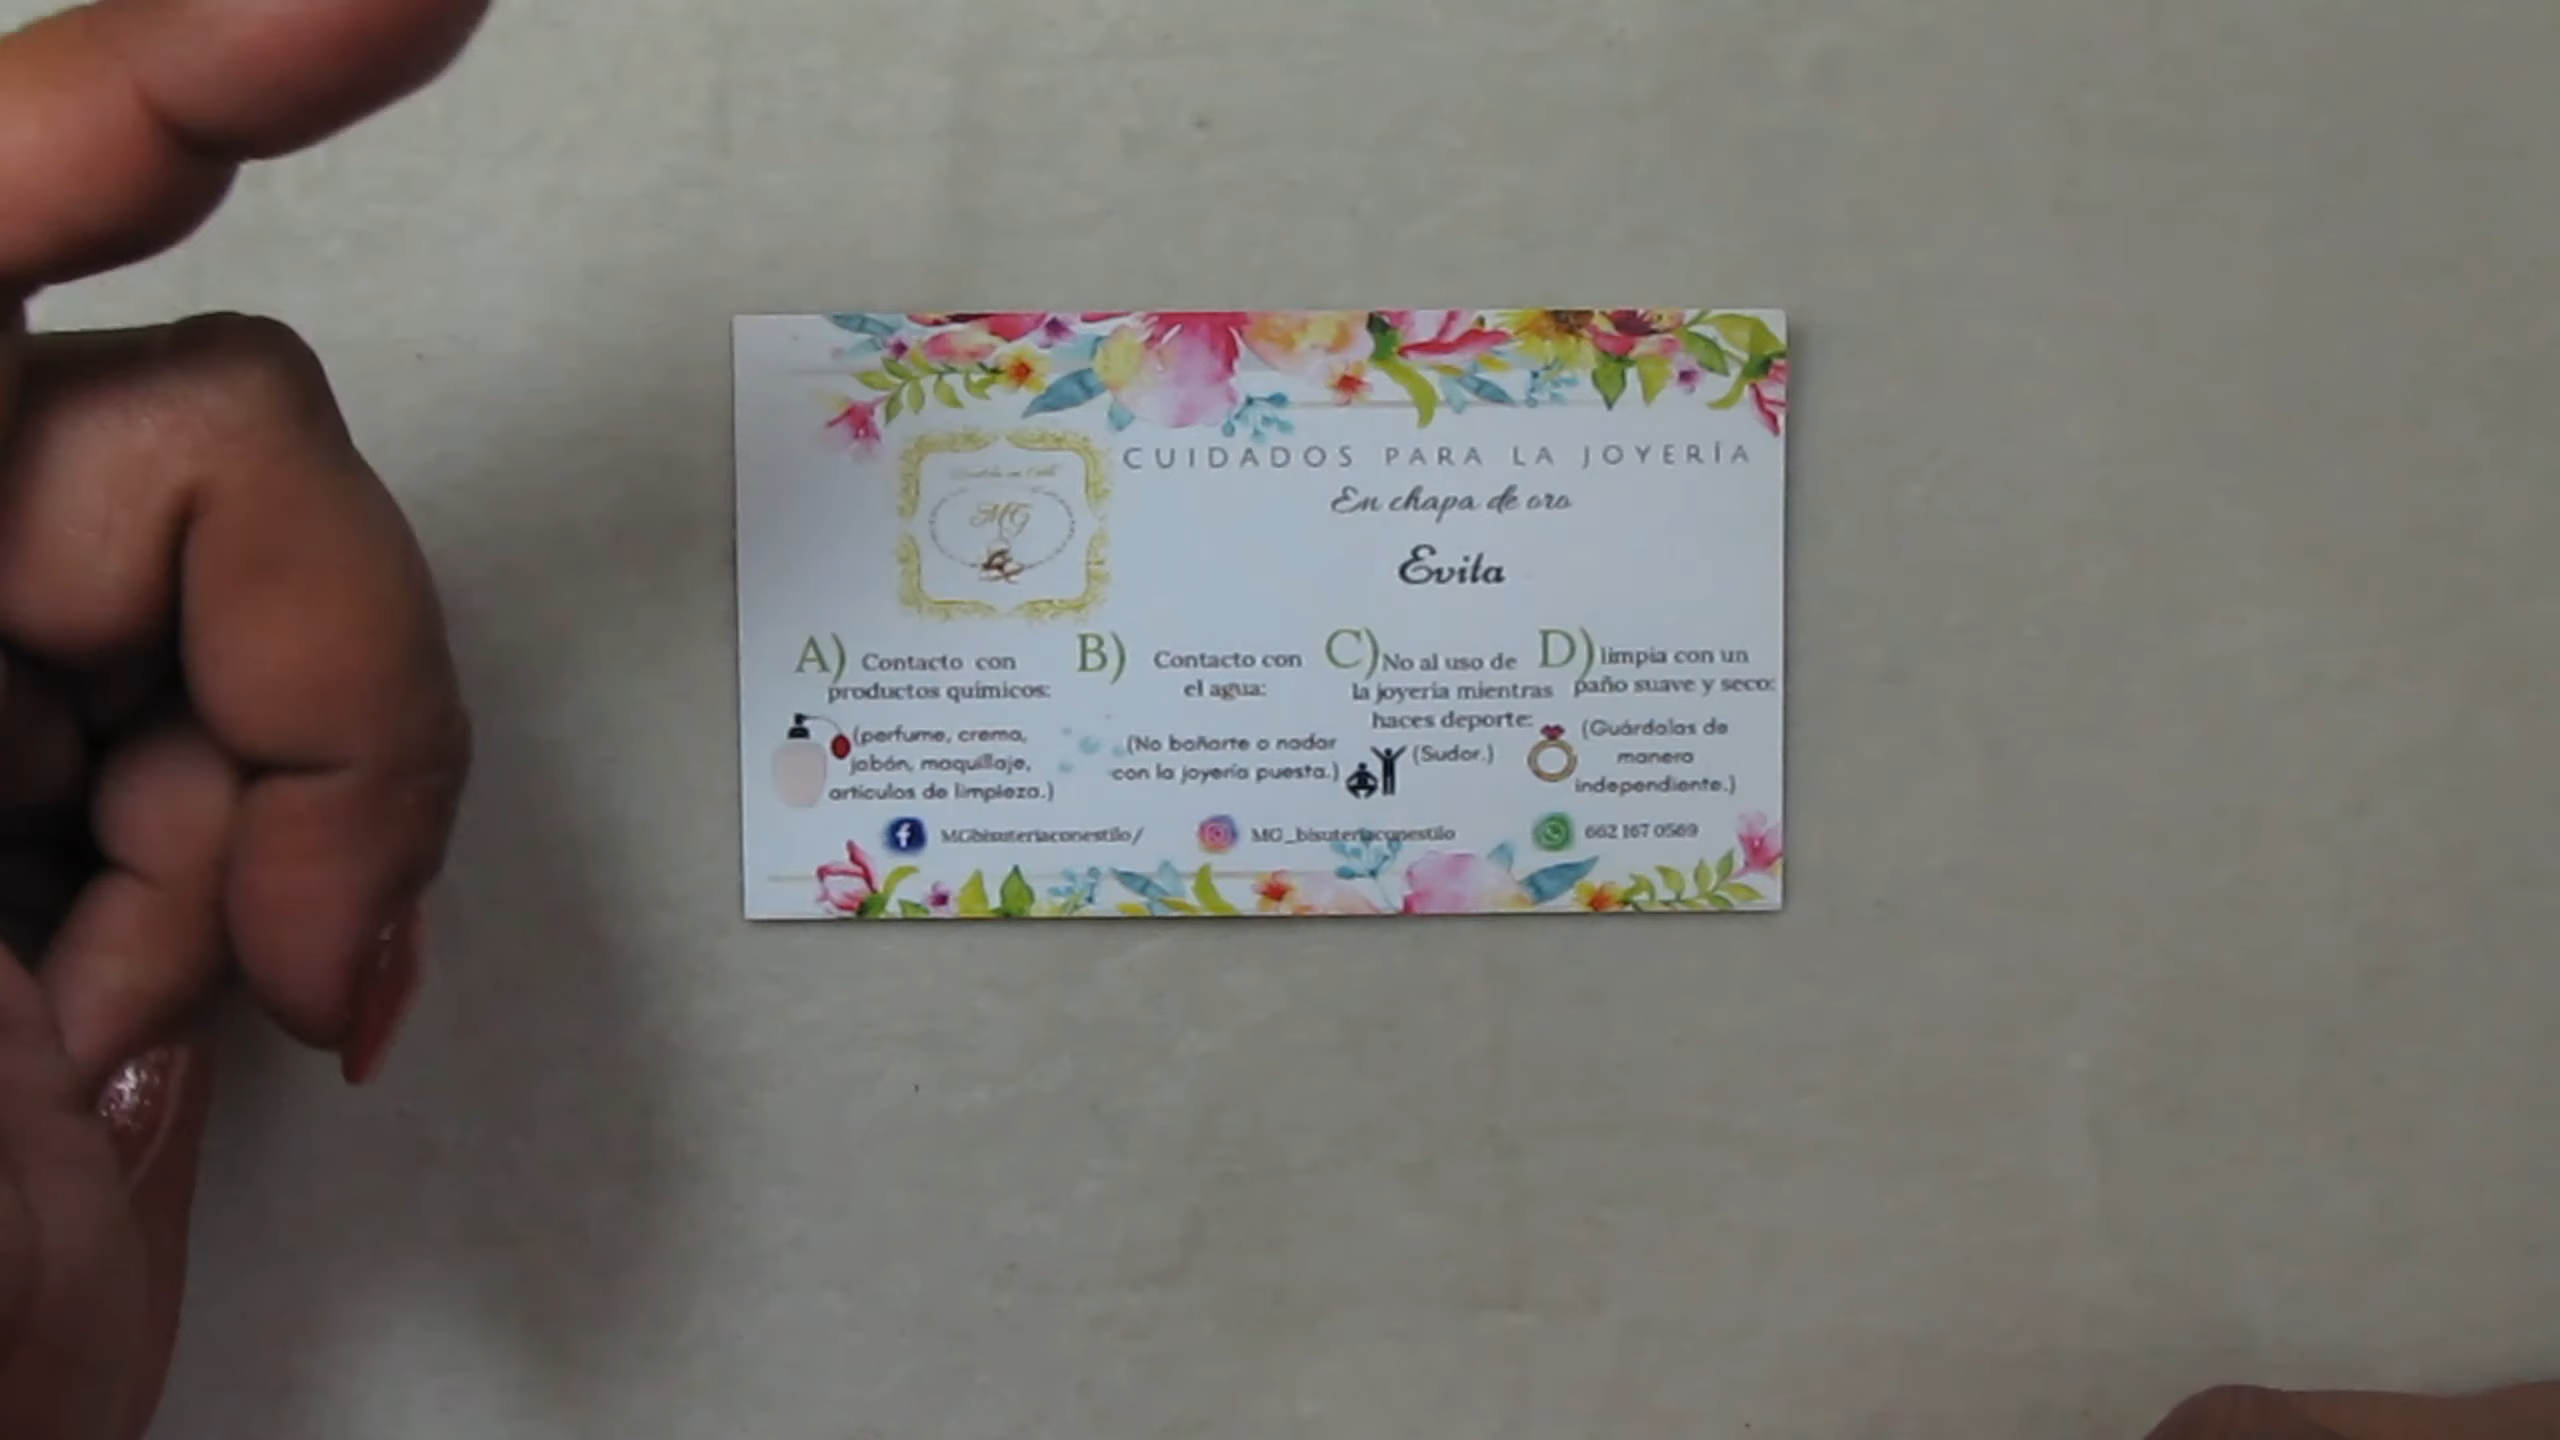 CUIDADOS PARA LA JOYERÍA
En chapa de oro
MG
Evita
A) Contacto con
productos químicos:
(perfume, crema,
jabón, maquillaje,
artículos de limpieza.)
B) Contacto con
el agua:
(No bañarte o nadar
con la joyería puesta.)
C) No al uso de
la joyería mientras
haces deporte:
(Sudor.)
D) limpia con un
paño suave y seco:
(Guárdalas de
manera
independiente.)
MGbisuteriaconestilo/
MG_bisuteriaconestilo
662 167 0569